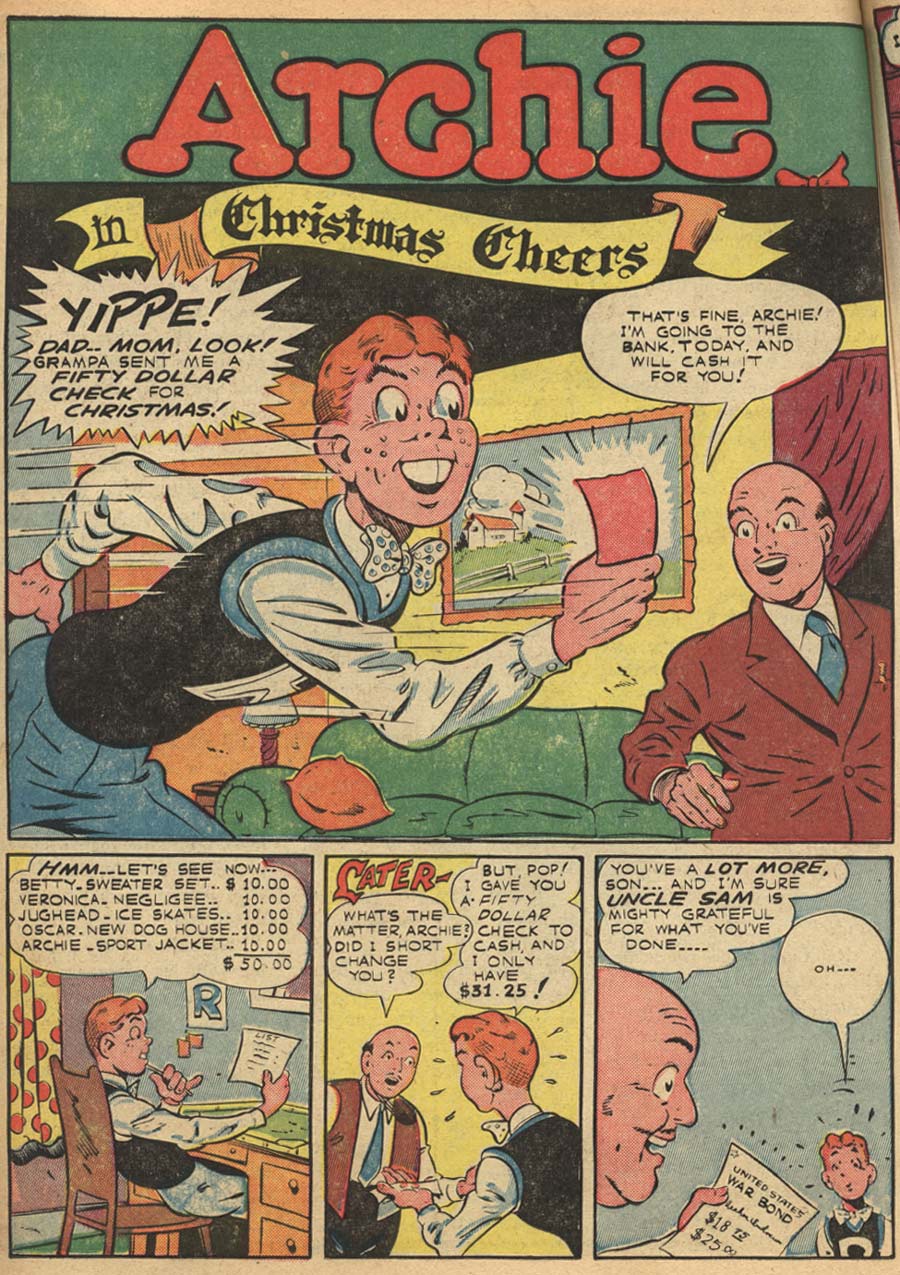 Archie
in Christmas Cheers
YIPPE!
DAD-- MOM, LOOK!
GRAMPA SENT ME A
FIFTY DOLLAR
CHECK FOR
CHRISTMAS!
THAT'S FINE, ARCHIE!
I'M GOING TO THE
BANK, TODAY, AND
WILL CASH IT
FOR YOU!
HMM--LET'S SEE NOW---
BETTY-SWEATER SET.. $ 10.00
VERONICA- NEGLIGEE.. 10.00
JUGHEAD-ICE SKATES.. 10.00
OSCAR-NEW DOG HOUSE..10.00
ARCHIE-SPORT JACKET..10.00
$ 50.00
R
LIST
LATER-
WHAT'S THE
MATTER, ARCHIE?
DID I SHORT
CHANGE
YOU?
BUT, POP!
I GAVE YOU
A FIFTY
DOLLAR
CHECK TO
CASH, AND
I ONLY
HAVE
$31.25!
YOU'VE A LOT MORE,
SON--- AND I'M SURE
UNCLE SAM IS
MIGHTY GRATEFUL
FOR WHAT YOU'VE
DONE----
OH---
UNITED STATES
WAR BOND
$18 75
$25.00